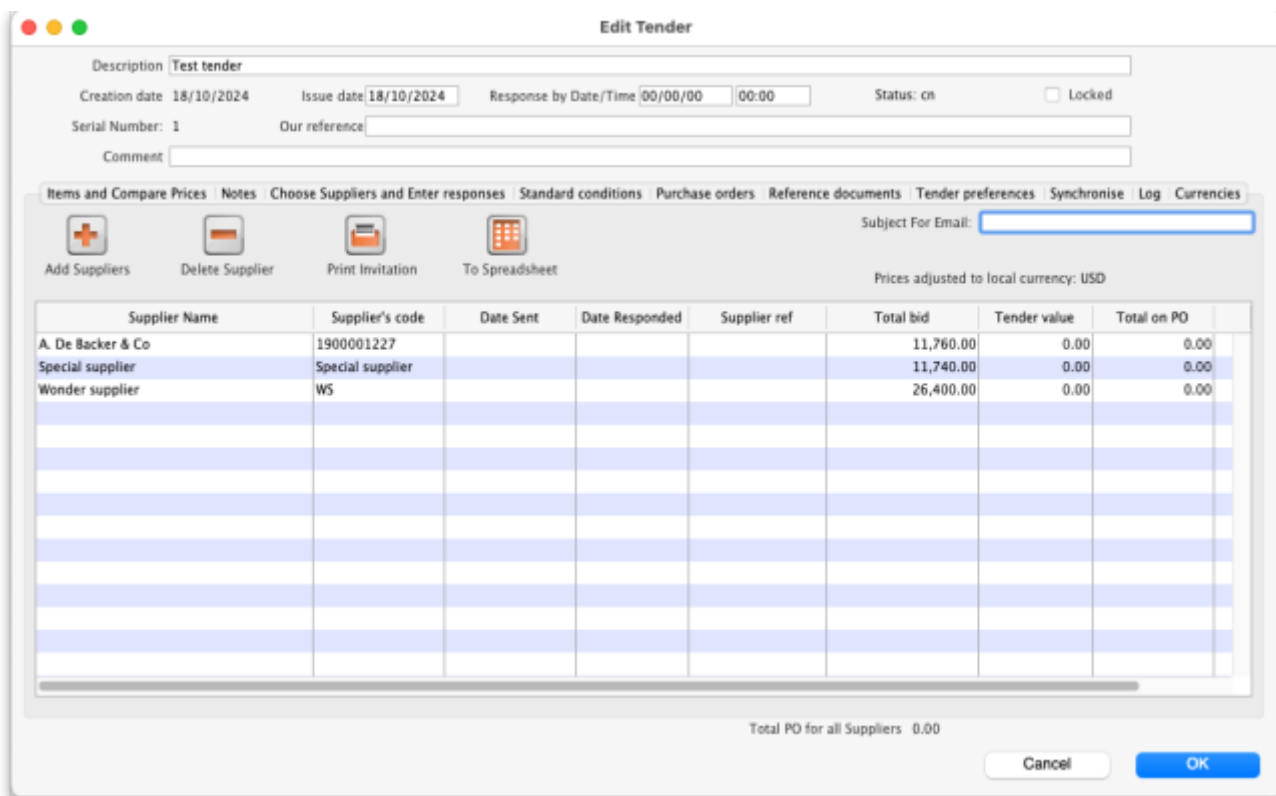 Edit Tender
Description Test tender
Creation date 18/10/2024 Issue date 18/10/2024 Response by Date/Time 00/00/00 00:00 Status: cn Locked
Serial Number: 1 Our reference
Comment
Items and Compare Prices Notes Choose Suppliers and Enter responses Standard conditions Purchase orders Reference documents Tender preferences Synchronise Log Currencies
Subject For Email:
Add Suppliers Delete Supplier Print Invitation To Spreadsheet
Prices adjusted to local currency: USD
Supplier Name Supplier's code Date Sent Date Responded Supplier ref Total bid Tender value Total on PO
A. De Backer & Co 1900001227 11,760.00 0.00 0.00
Special supplier Special supplier 11,740.00 0.00 0.00
Wonder supplier WS 26,400.00 0.00 0.00
Total PO for all Suppliers 0.00
Cancel OK